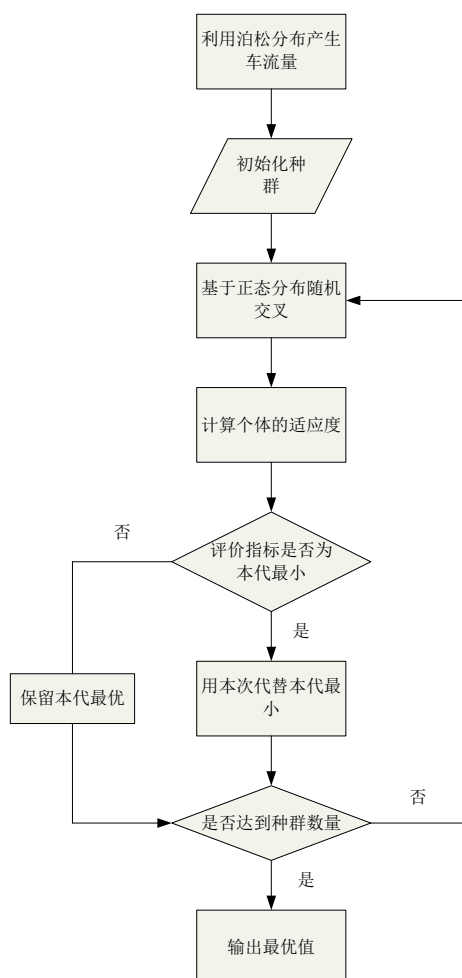 利用泊松分布产生
车流量
初始化种
群
基于正态分布随机
交叉
计算个体的适应度
否
评价指标是否为
本代最小
是
保留本代最优
用本次代替本代最
小
是否达到种群数量
否
是
输出最优值